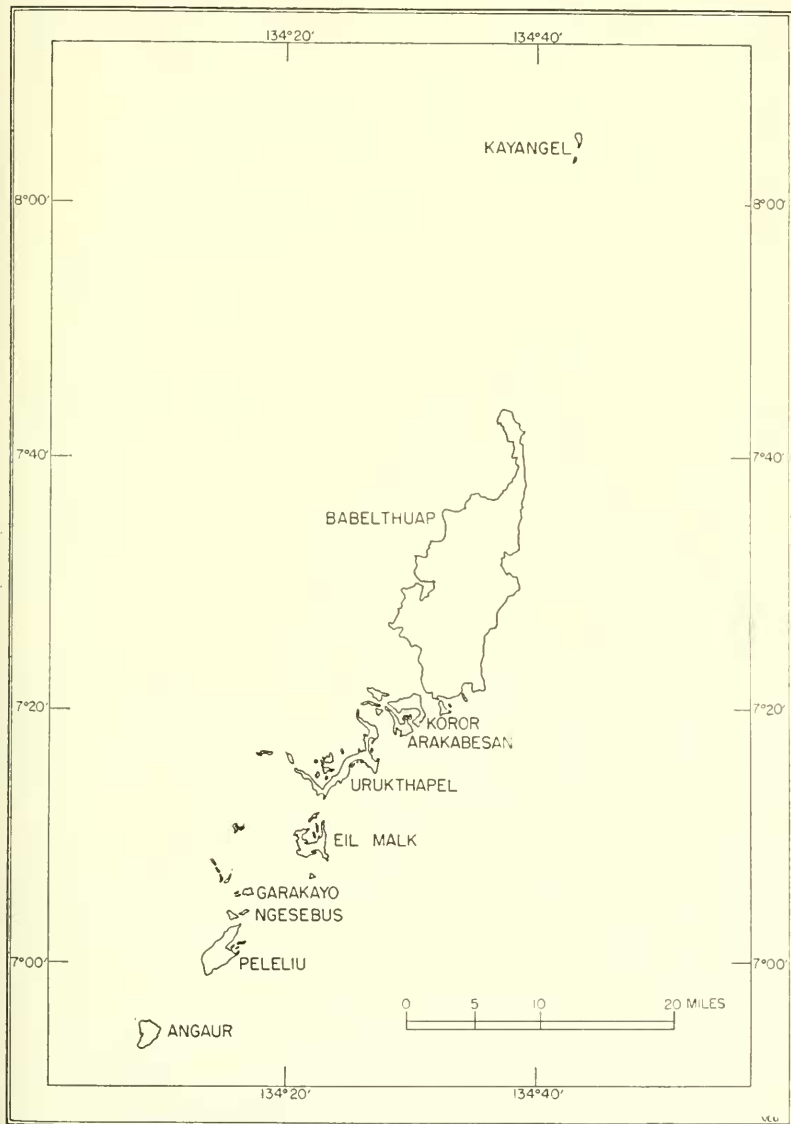 134°20' 134°40'
KAYANGEL
8°00' 8°00'
7°40' 7°40'
BABELTHUAP
7°20' 7°20'
KOROR
ARAKABESAN
URUKTHAPEL
EIL MALK
GARAKAYO
NGESEBUS
7°00' 7°00'
PELELIU
0 5 10 20 MILES
ANGAUR
134°20' 134°40'